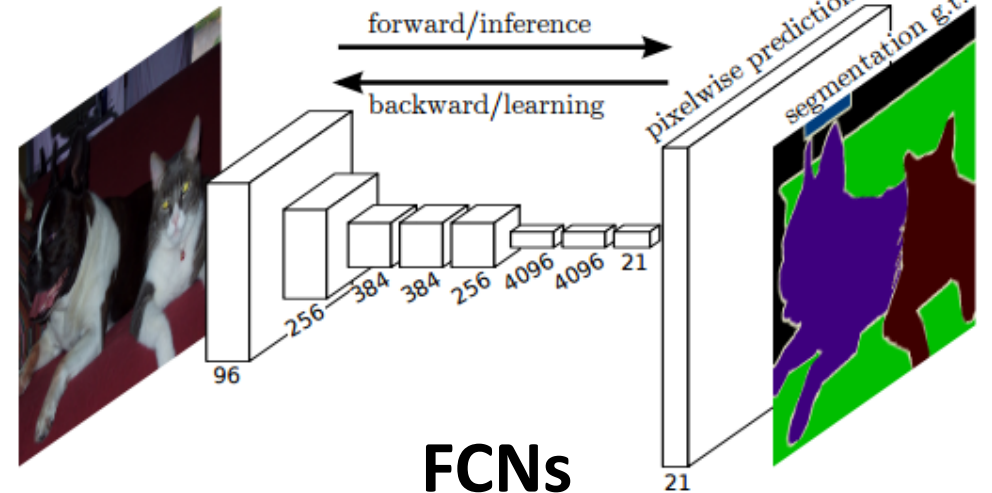 forward/inference
backward/learning
pixelwise prediction
segmentation g.t.
96
256
384
384
256
4096
4096
21
21
FCNs